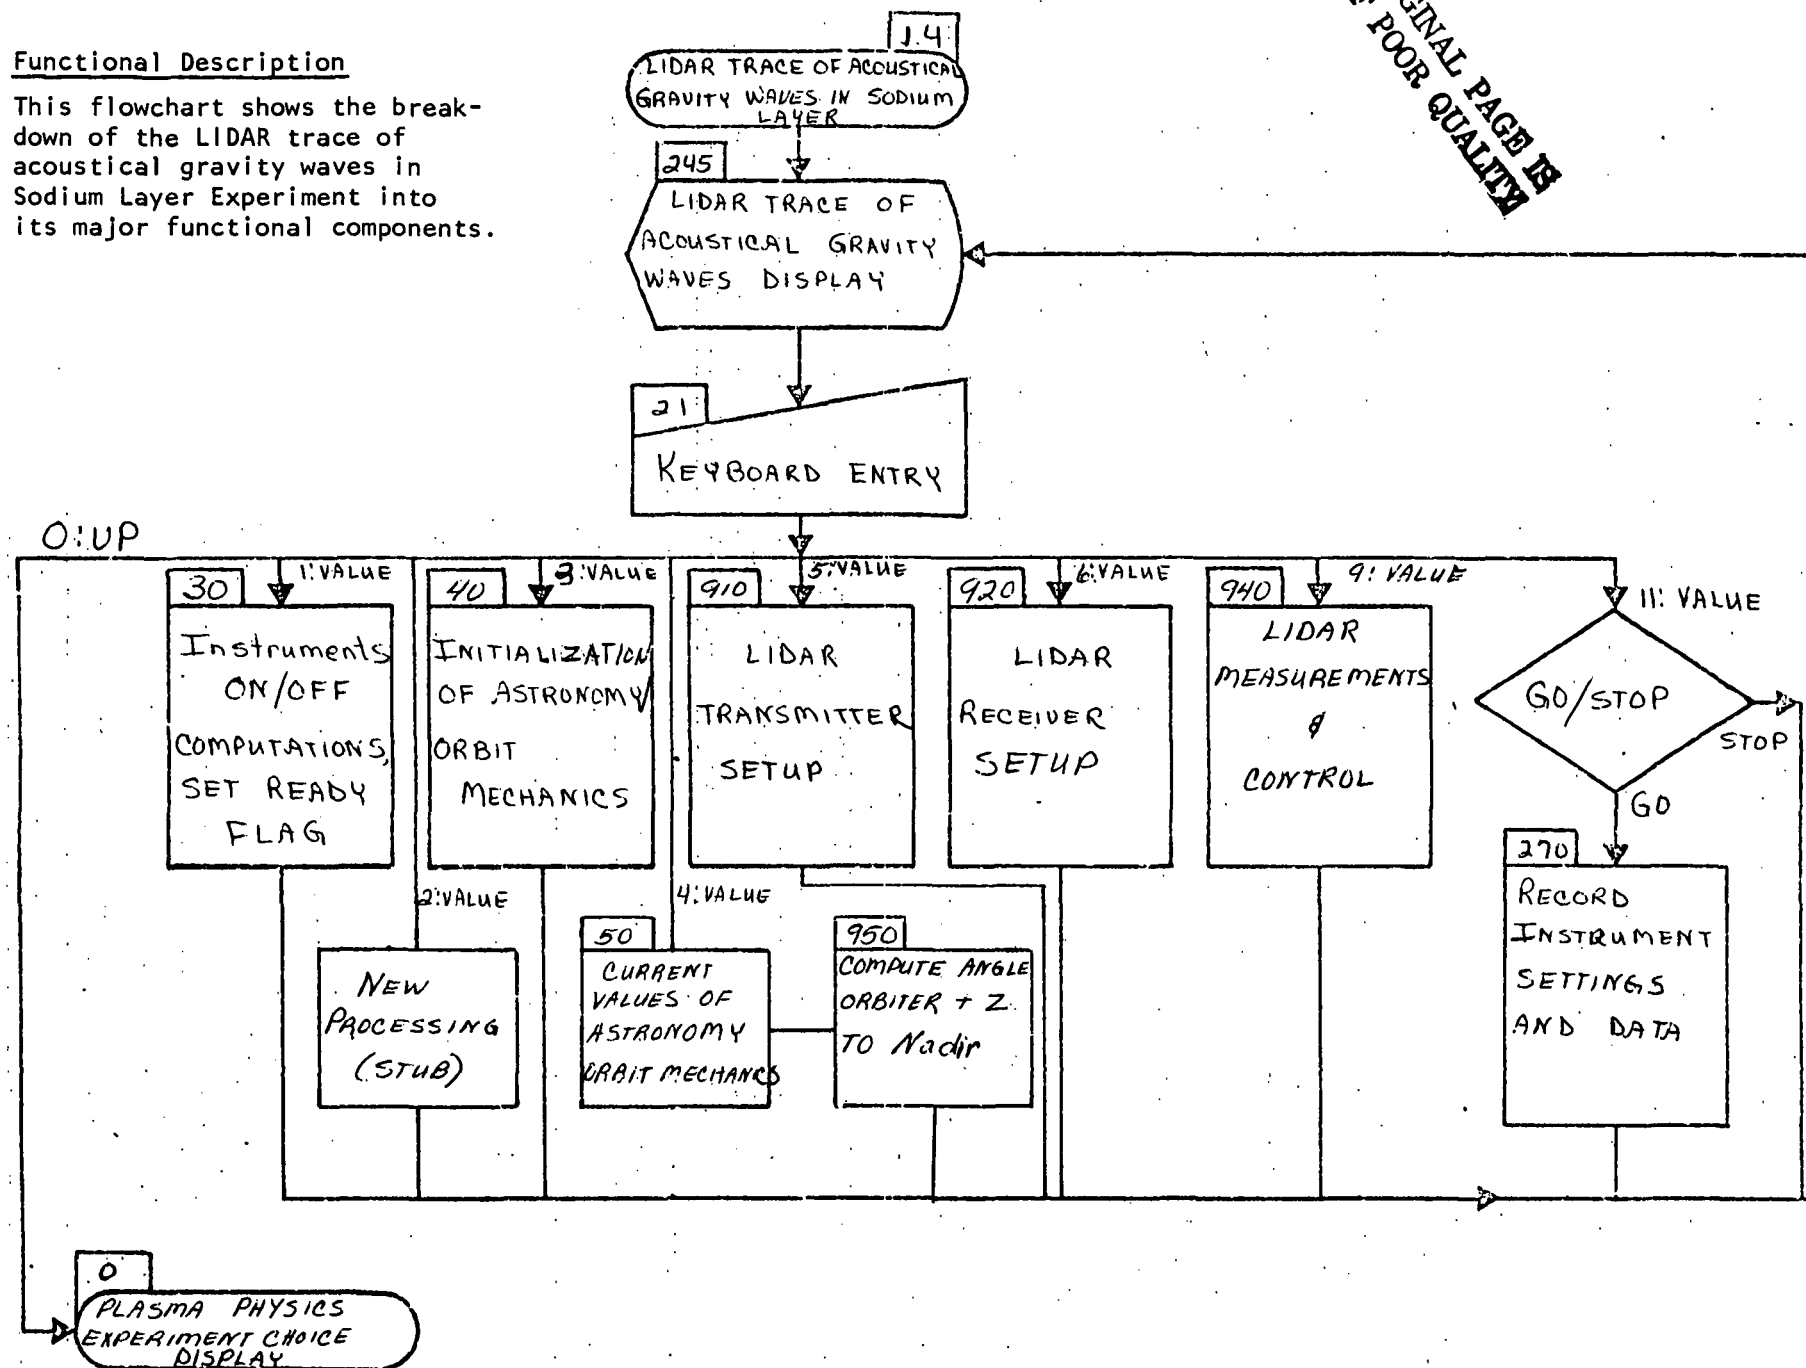 Functional Description
This flowchart shows the break-
down of the LIDAR trace of
acoustical gravity waves in
Sodium Layer Experiment into
its major functional components.
1.4
LIDAR TRACE OF ACOUSTICAL
GRAVITY WAVES IN SODIUM
LAYER
PAGE IS
POOR QUALITY
245
LIDAR TRACE OF
ACOUSTICAL GRAVITY
WAVES DISPLAY
21
KEYBOARD ENTRY
0:UP
1:VALUE
3:VALUE
5:VALUE
6:VALUE
9: VALUE
11: VALUE
30
Instruments
ON/OFF
COMPUTATIONS,
SET READY
FLAG
40
INITIALIZATION
OF ASTRONOMY/
ORBIT
MECHANICS
910
LIDAR
TRANSMITTER
SETUP
920
LIDAR
RECEIVER
SETUP
940
LIDAR
MEASUREMENTS
&
CONTROL
GO/STOP
STOP
GO
2:VALUE
NEW
PROCESSING
(STUB)
4:VALUE
50
CURRENT
VALUES OF
ASTRONOMY
ORBIT MECHANCS
950
COMPUTE ANGLE
ORBITER + Z
TO Nadir
270
RECORD
INSTRUMENT
SETTINGS
AND DATA
0
PLASMA PHYSICS
EXPERIMENT CHOICE
DISPLAY